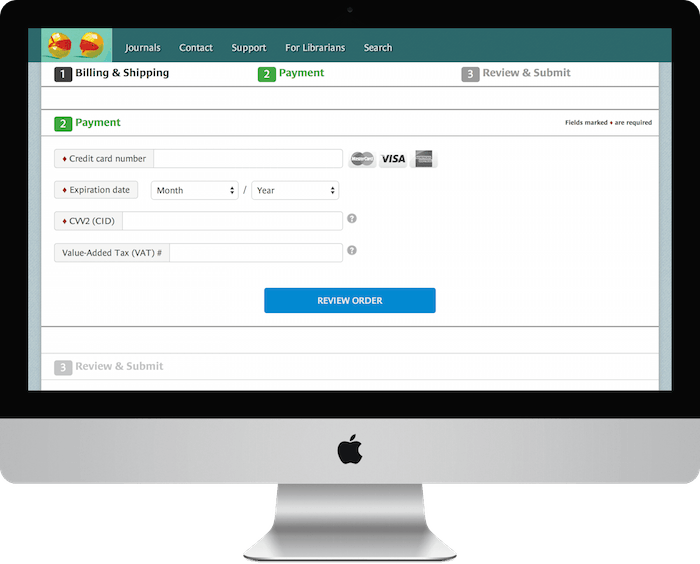 Journals Contact Support For Librarians Search
1 Billing & Shipping 2 Payment 3 Review & Submit
2 Payment Fields marked ♦ are required
♦ Credit card number MasterCard VISA
♦ Expiration date Month / Year
♦ CVV2 (CID) ?
Value-Added Tax (VAT) # ?
REVIEW ORDER
3 Review & Submit